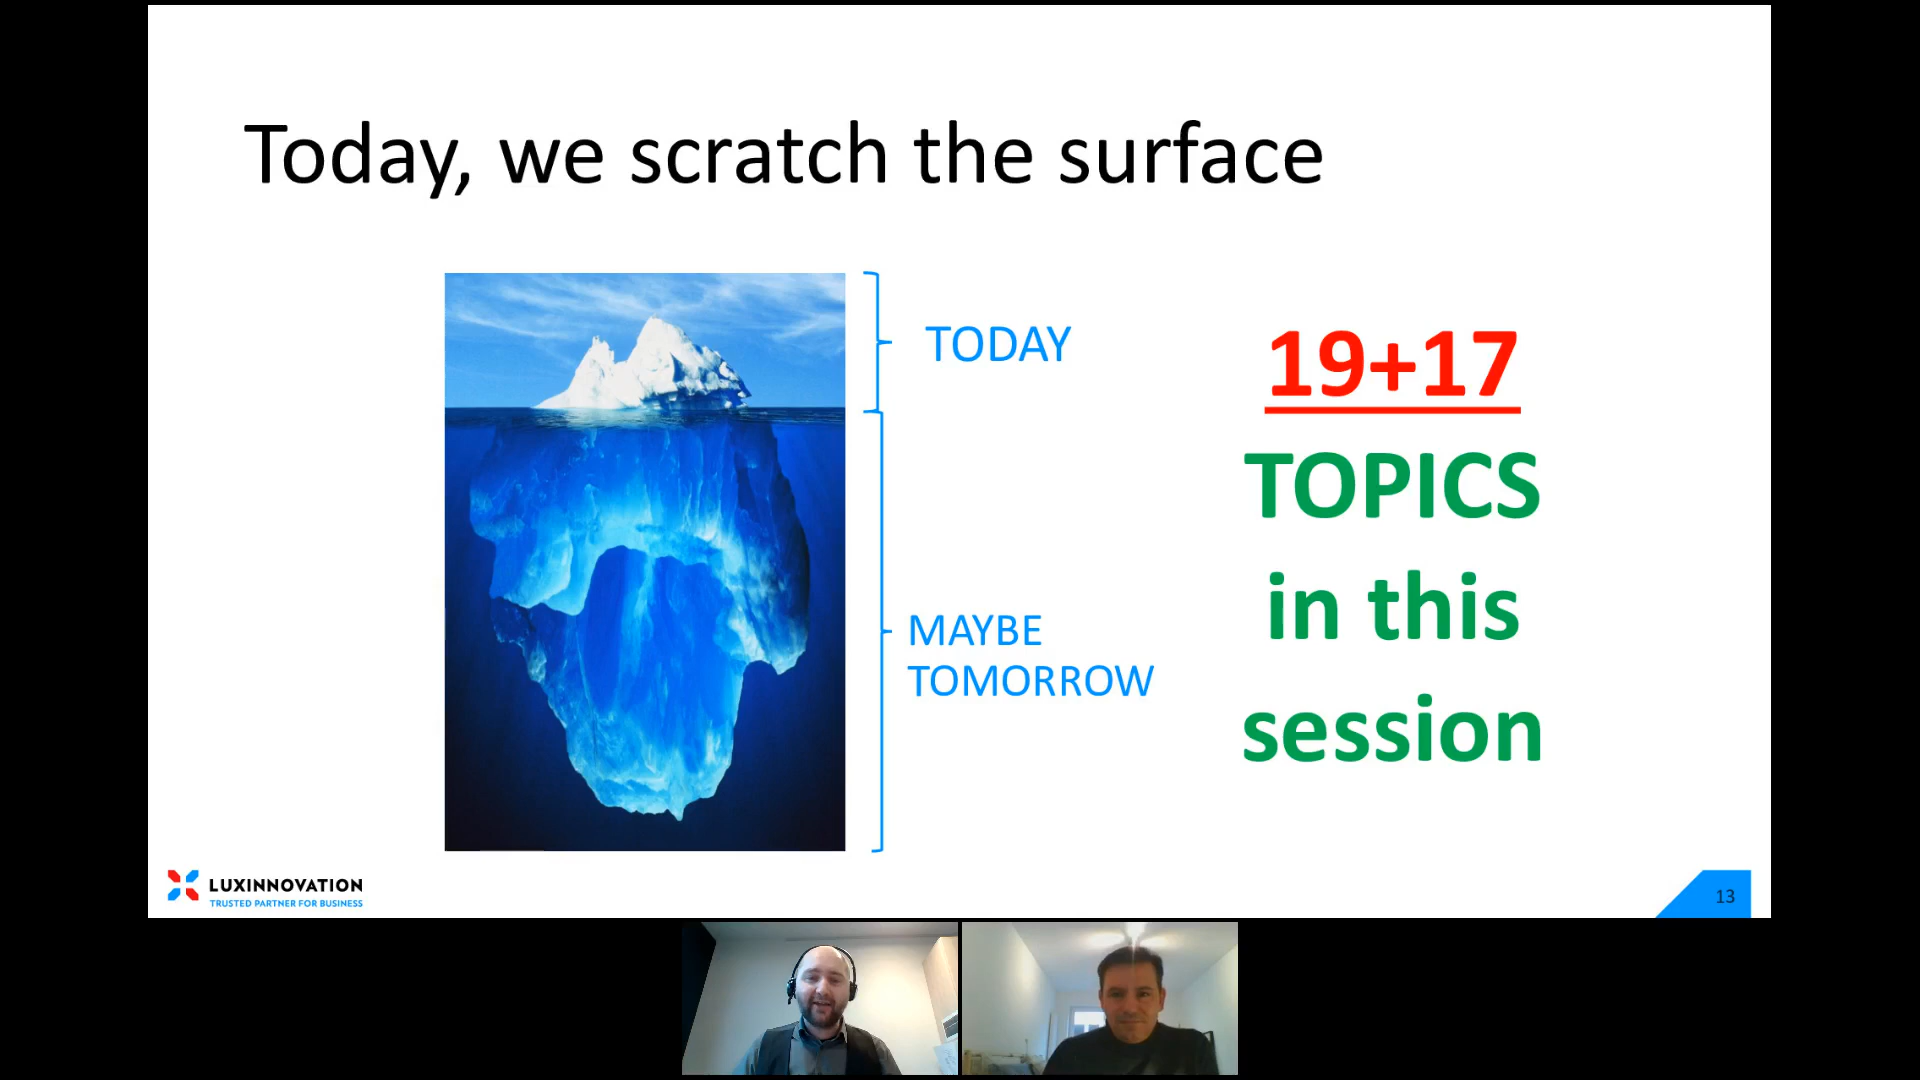 Today, we scratch the surface
TODAY
MAYBE
TOMORROW
19+17
TOPICS
in this
session
LUXINNOVATION
TRUSTED PARTNER FOR BUSINESS
13